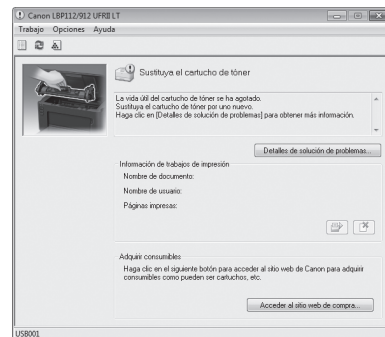 Canon LBP112/912 UFRII LT
Trabajo Opciones Ayuda
Sustituya el cartucho de tóner
La vida útil del cartucho de tóner se ha agotado.
Sustituya el cartucho de tóner por uno nuevo.
Haga clic en [Detalles de solución de problemas] para obtener más información.
Detalles de solución de problemas...
Información de trabajos de impresión
Nombre de documento:
Nombre de usuario:
Páginas impresas:
Adquirir consumibles
Haga clic en el siguiente botón para acceder al sitio web de Canon para adquirir
consumibles como pueden ser cartuchos, etc.
Acceder al sitio web de compra...
USB001